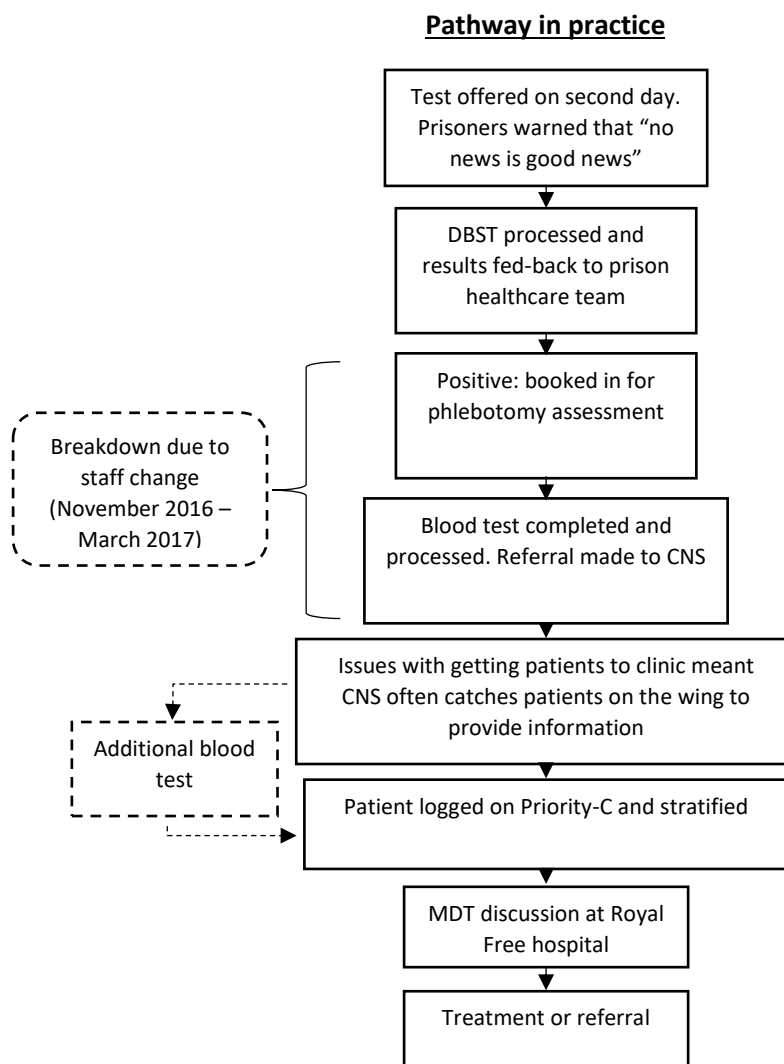 Pathway in practice
Test offered on second day.
Prisoners warned that “no
news is good news”
DBST processed and
results fed-back to prison
healthcare team
Positive: booked in for
phlebotomy assessment
Breakdown due to
staff change
(November 2016 –
March 2017)
Blood test completed and
processed. Referral made to CNS
Issues with getting patients to clinic meant
CNS often catches patients on the wing to
provide information
Additional blood
test
Patient logged on Priority-C and stratified
MDT discussion at Royal
Free hospital
Treatment or referral